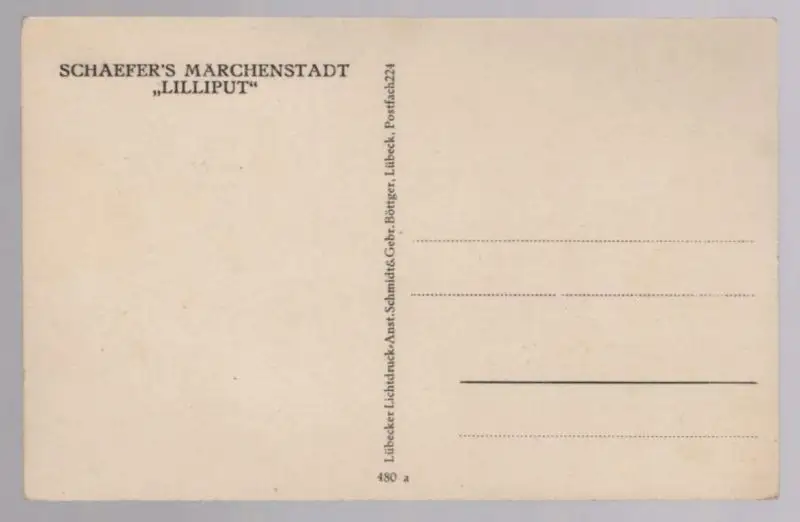 SCHAEFER'S MÄRCHENSTADT
„LILLIPUT“
Lübecker Lichtdruck-Anst. Schmidt & Gebr. Böttger, Lübeck, Postfach 224
480 a